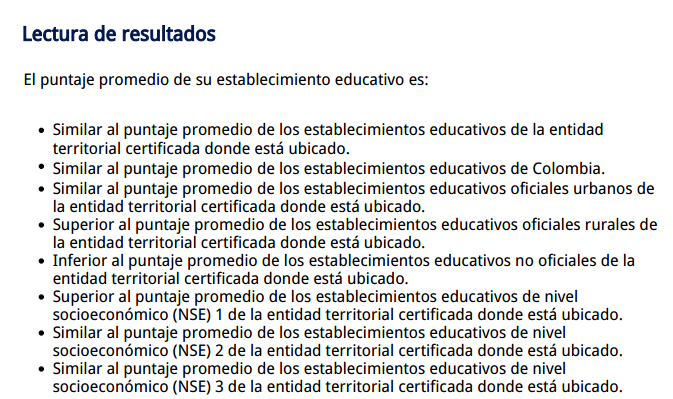 Lectura de resultados
El puntaje promedio de su establecimiento educativo es:
• Similar al puntaje promedio de los establecimientos educativos de la entidad
territorial certificada donde está ubicado.
• Similar al puntaje promedio de los establecimientos educativos de Colombia.
• Similar al puntaje promedio de los establecimientos educativos oficiales urbanos de
la entidad territorial certificada donde está ubicado.
• Superior al puntaje promedio de los establecimientos educativos oficiales rurales de
la entidad territorial certificada donde está ubicado.
• Inferior al puntaje promedio de los establecimientos educativos no oficiales de la
entidad territorial certificada donde está ubicado.
• Superior al puntaje promedio de los establecimientos educativos de nivel
socioeconómico (NSE) 1 de la entidad territorial certificada donde está ubicado.
• Similar al puntaje promedio de los establecimientos educativos de nivel
socioeconómico (NSE) 2 de la entidad territorial certificada donde está ubicado.
• Similar al puntaje promedio de los establecimientos educativos de nivel
socioeconómico (NSE) 3 de la entidad territorial certificada donde está ubicado.